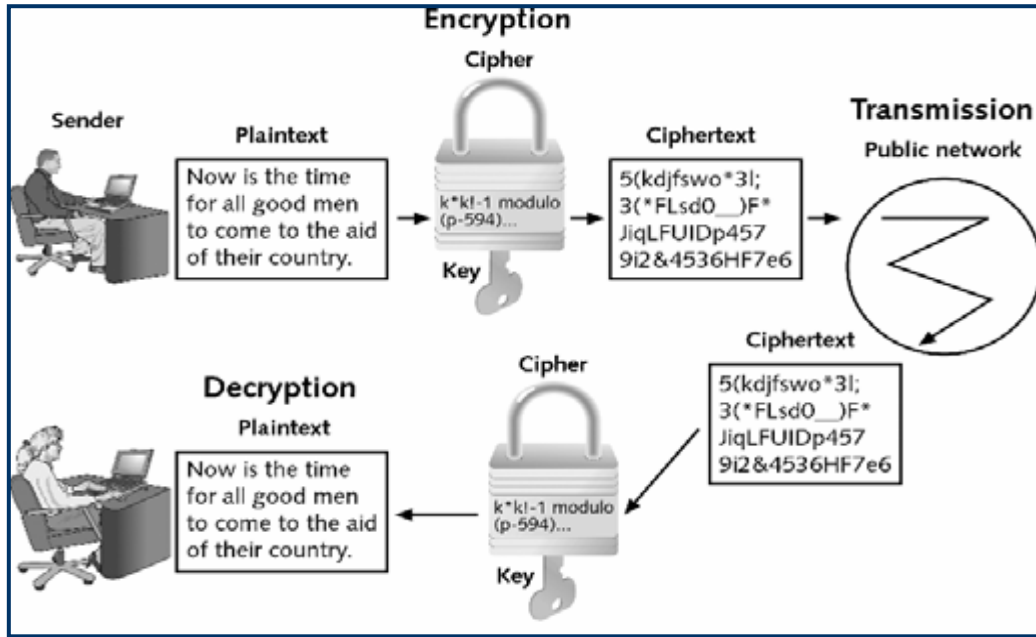 Encryption
Cipher
Sender
Plaintext
Now is the time
for all good men
to come to the aid
of their country.
k*k!-1 modulo
(p-594)...
Key
Ciphertext
5(kdjfswo*3l;
3(*FLsd0__)F*
JiqLFUIDp457
9i2&4536HF7e6
Transmission
Public network
Ciphertext
5(kdjfswo*3l;
3(*FLsd0__)F*
JiqLFUIDp457
9i2&4536HF7e6
Cipher
k*k!-1 modulo
(p-594)...
Key
Decryption
Plaintext
Now is the time
for all good men
to come to the aid
of their country.